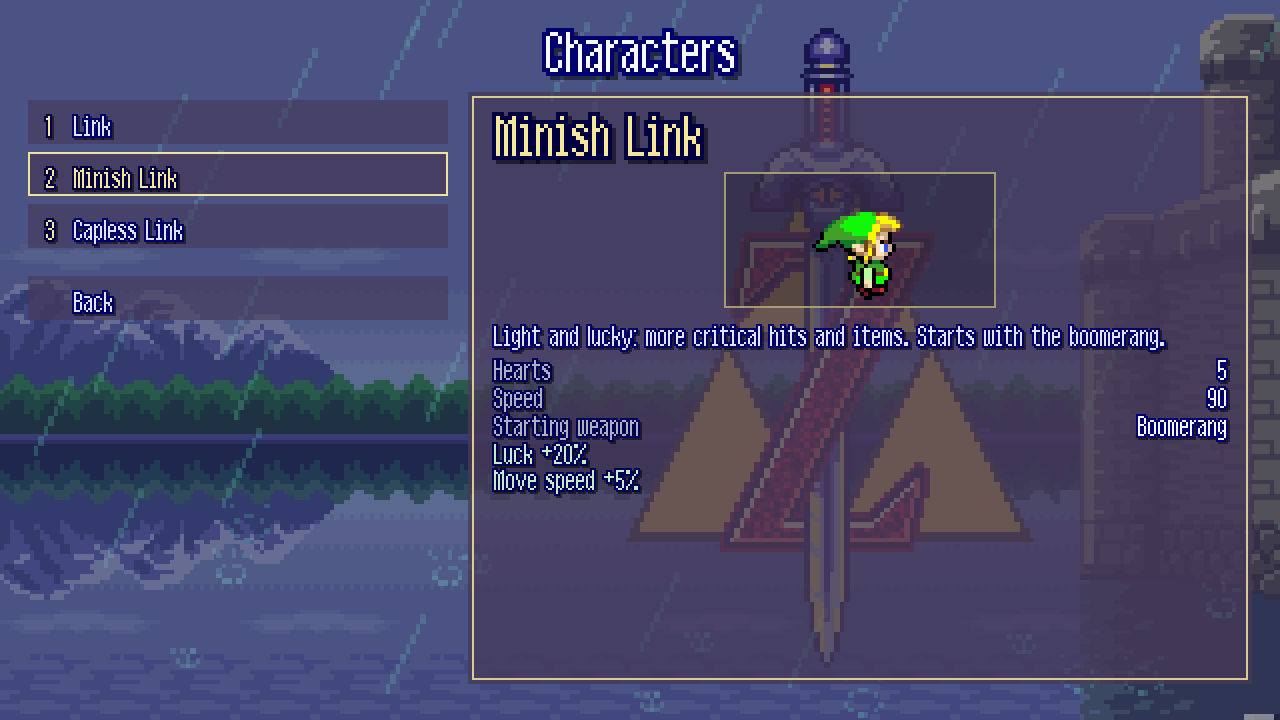 Characters
1 Link
2 Minish Link
3 Capless Link
Back
Minish Link
Light and lucky: more critical hits and items. Starts with the boomerang.
Hearts 5
Speed 90
Starting weapon Boomerang
Luck +20%
Move speed +5%